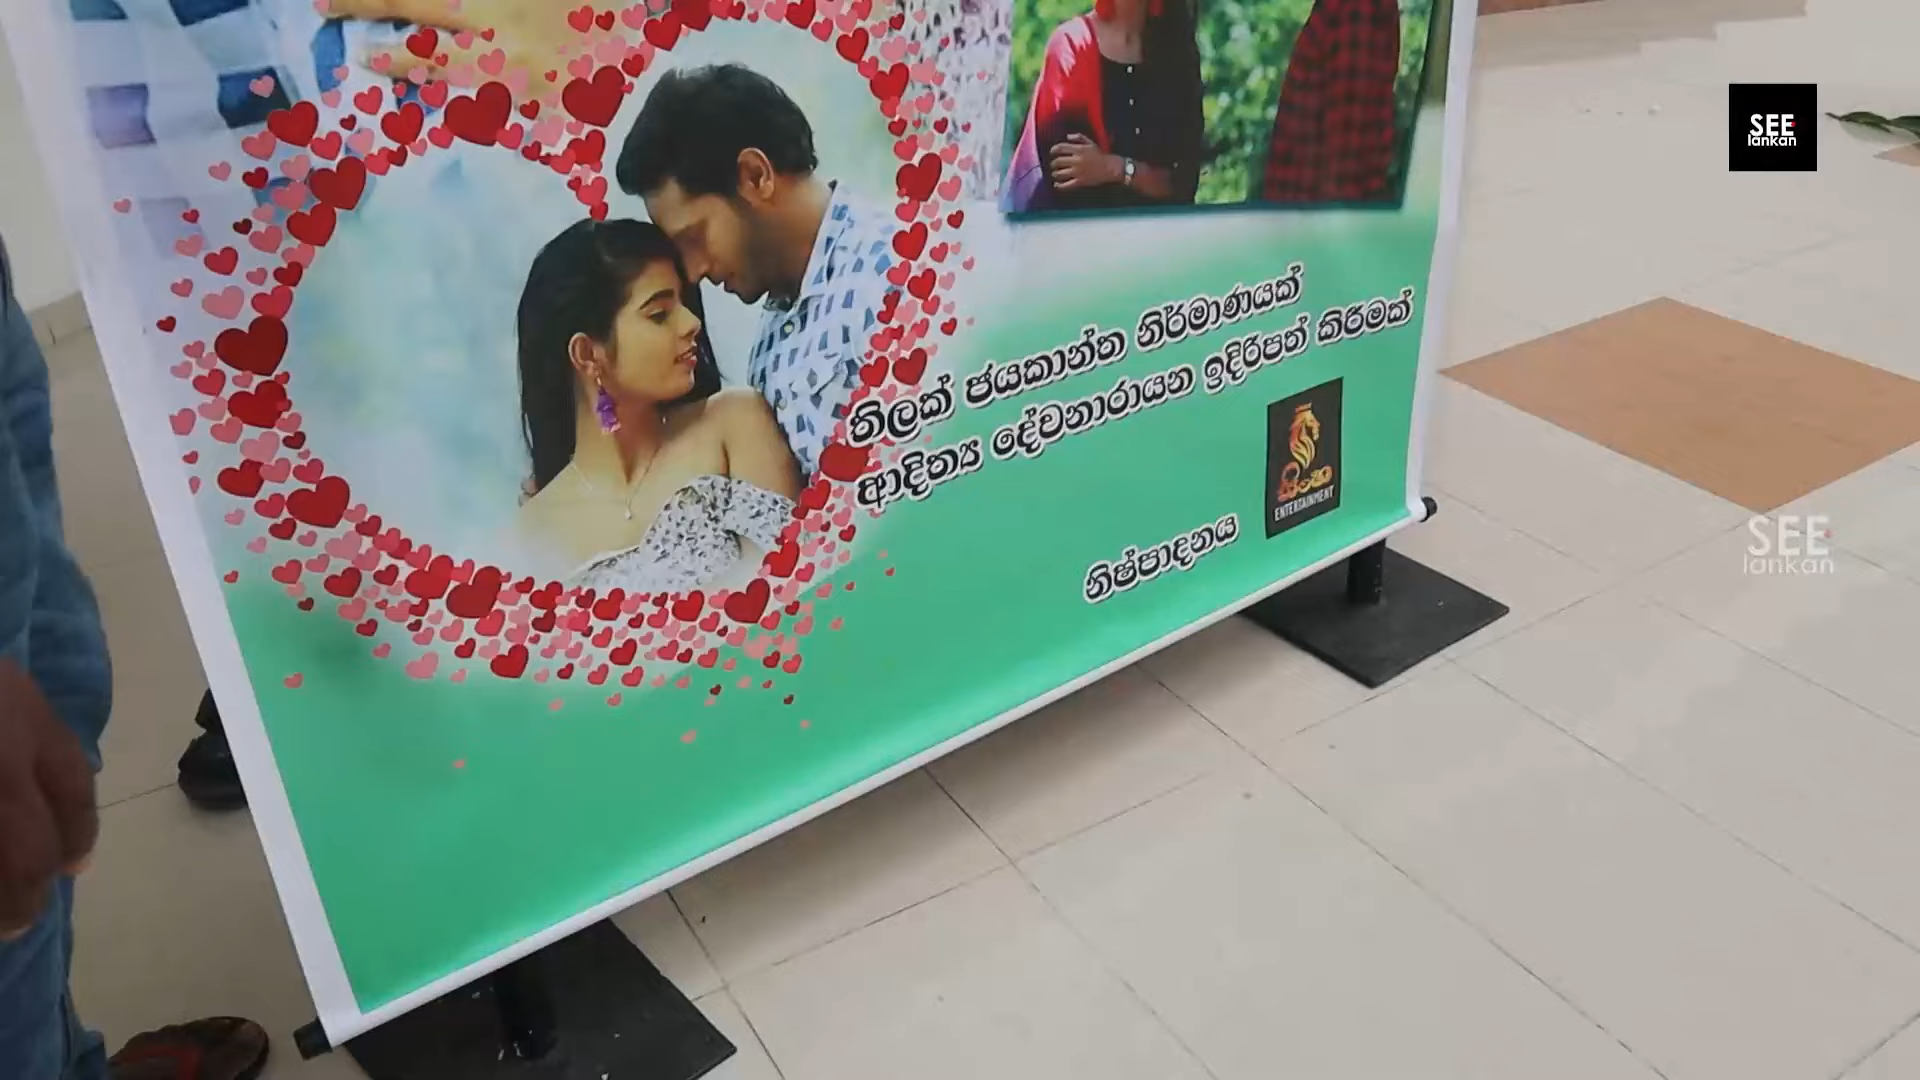 SEE
lankan
තිලක් ජයකාන්ත නිර්මාණයක්
ආදිත්‍ය දේවනාරායන ඉදිරිපත් කිරීමක්
සිංහ
ENTERTAINMENT
නිෂ්පාදනය
SEE
lankan